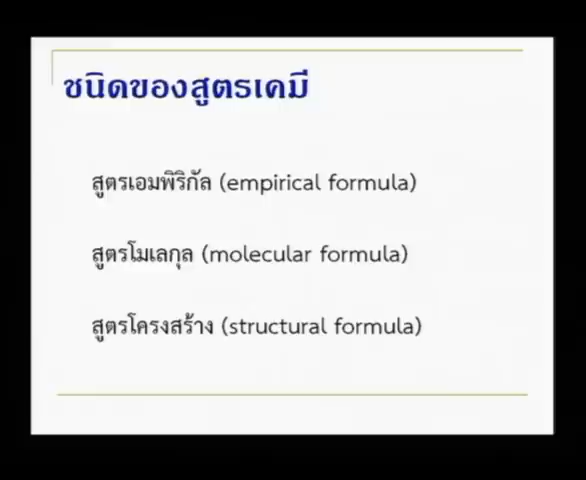 ชนิดของสูตรเคมี
สูตรเอมพิริกัล (empirical formula)
สูตรโมเลกุล (molecular formula)
สูตรโครงสร้าง (structural formula)